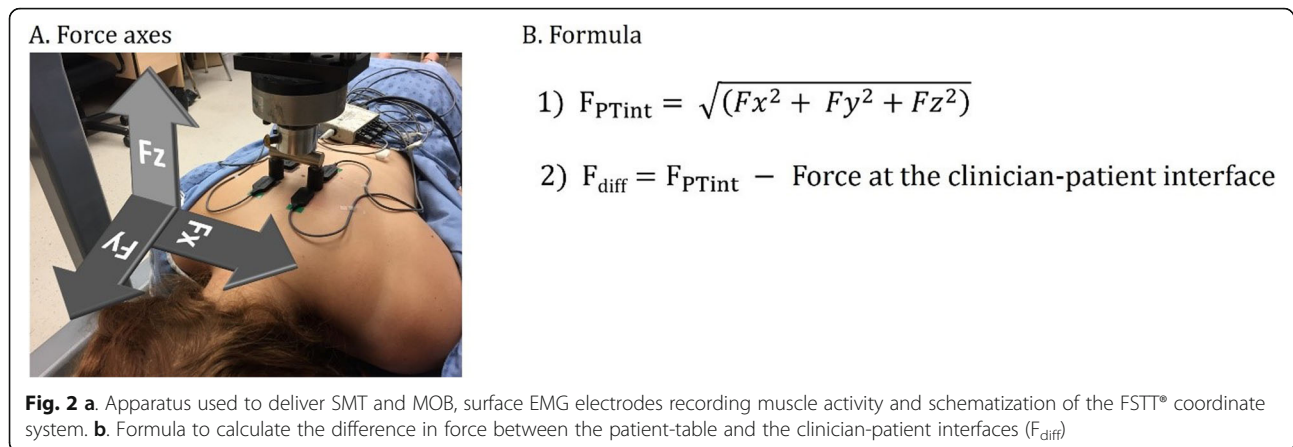 A. Force axes
Fz
Fy
Fx
B. Formula
1) F_PTint = √(Fx² + Fy² + Fz²)
2) F_diff = F_PTint − Force at the clinician-patient interface
Fig. 2 a. Apparatus used to deliver SMT and MOB, surface EMG electrodes recording muscle activity and schematization of the FSTT® coordinate
system. b. Formula to calculate the difference in force between the patient-table and the clinician-patient interfaces (F_diff)